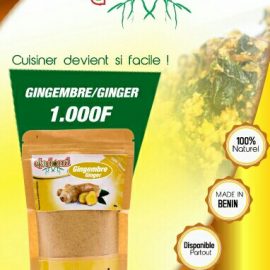 Cuisiner devient si facile !
GINGEMBRE/GINGER
1.000F
Gingembre
Ginger
100%
Naturel
MADE IN
BENIN
Disponible
Partout